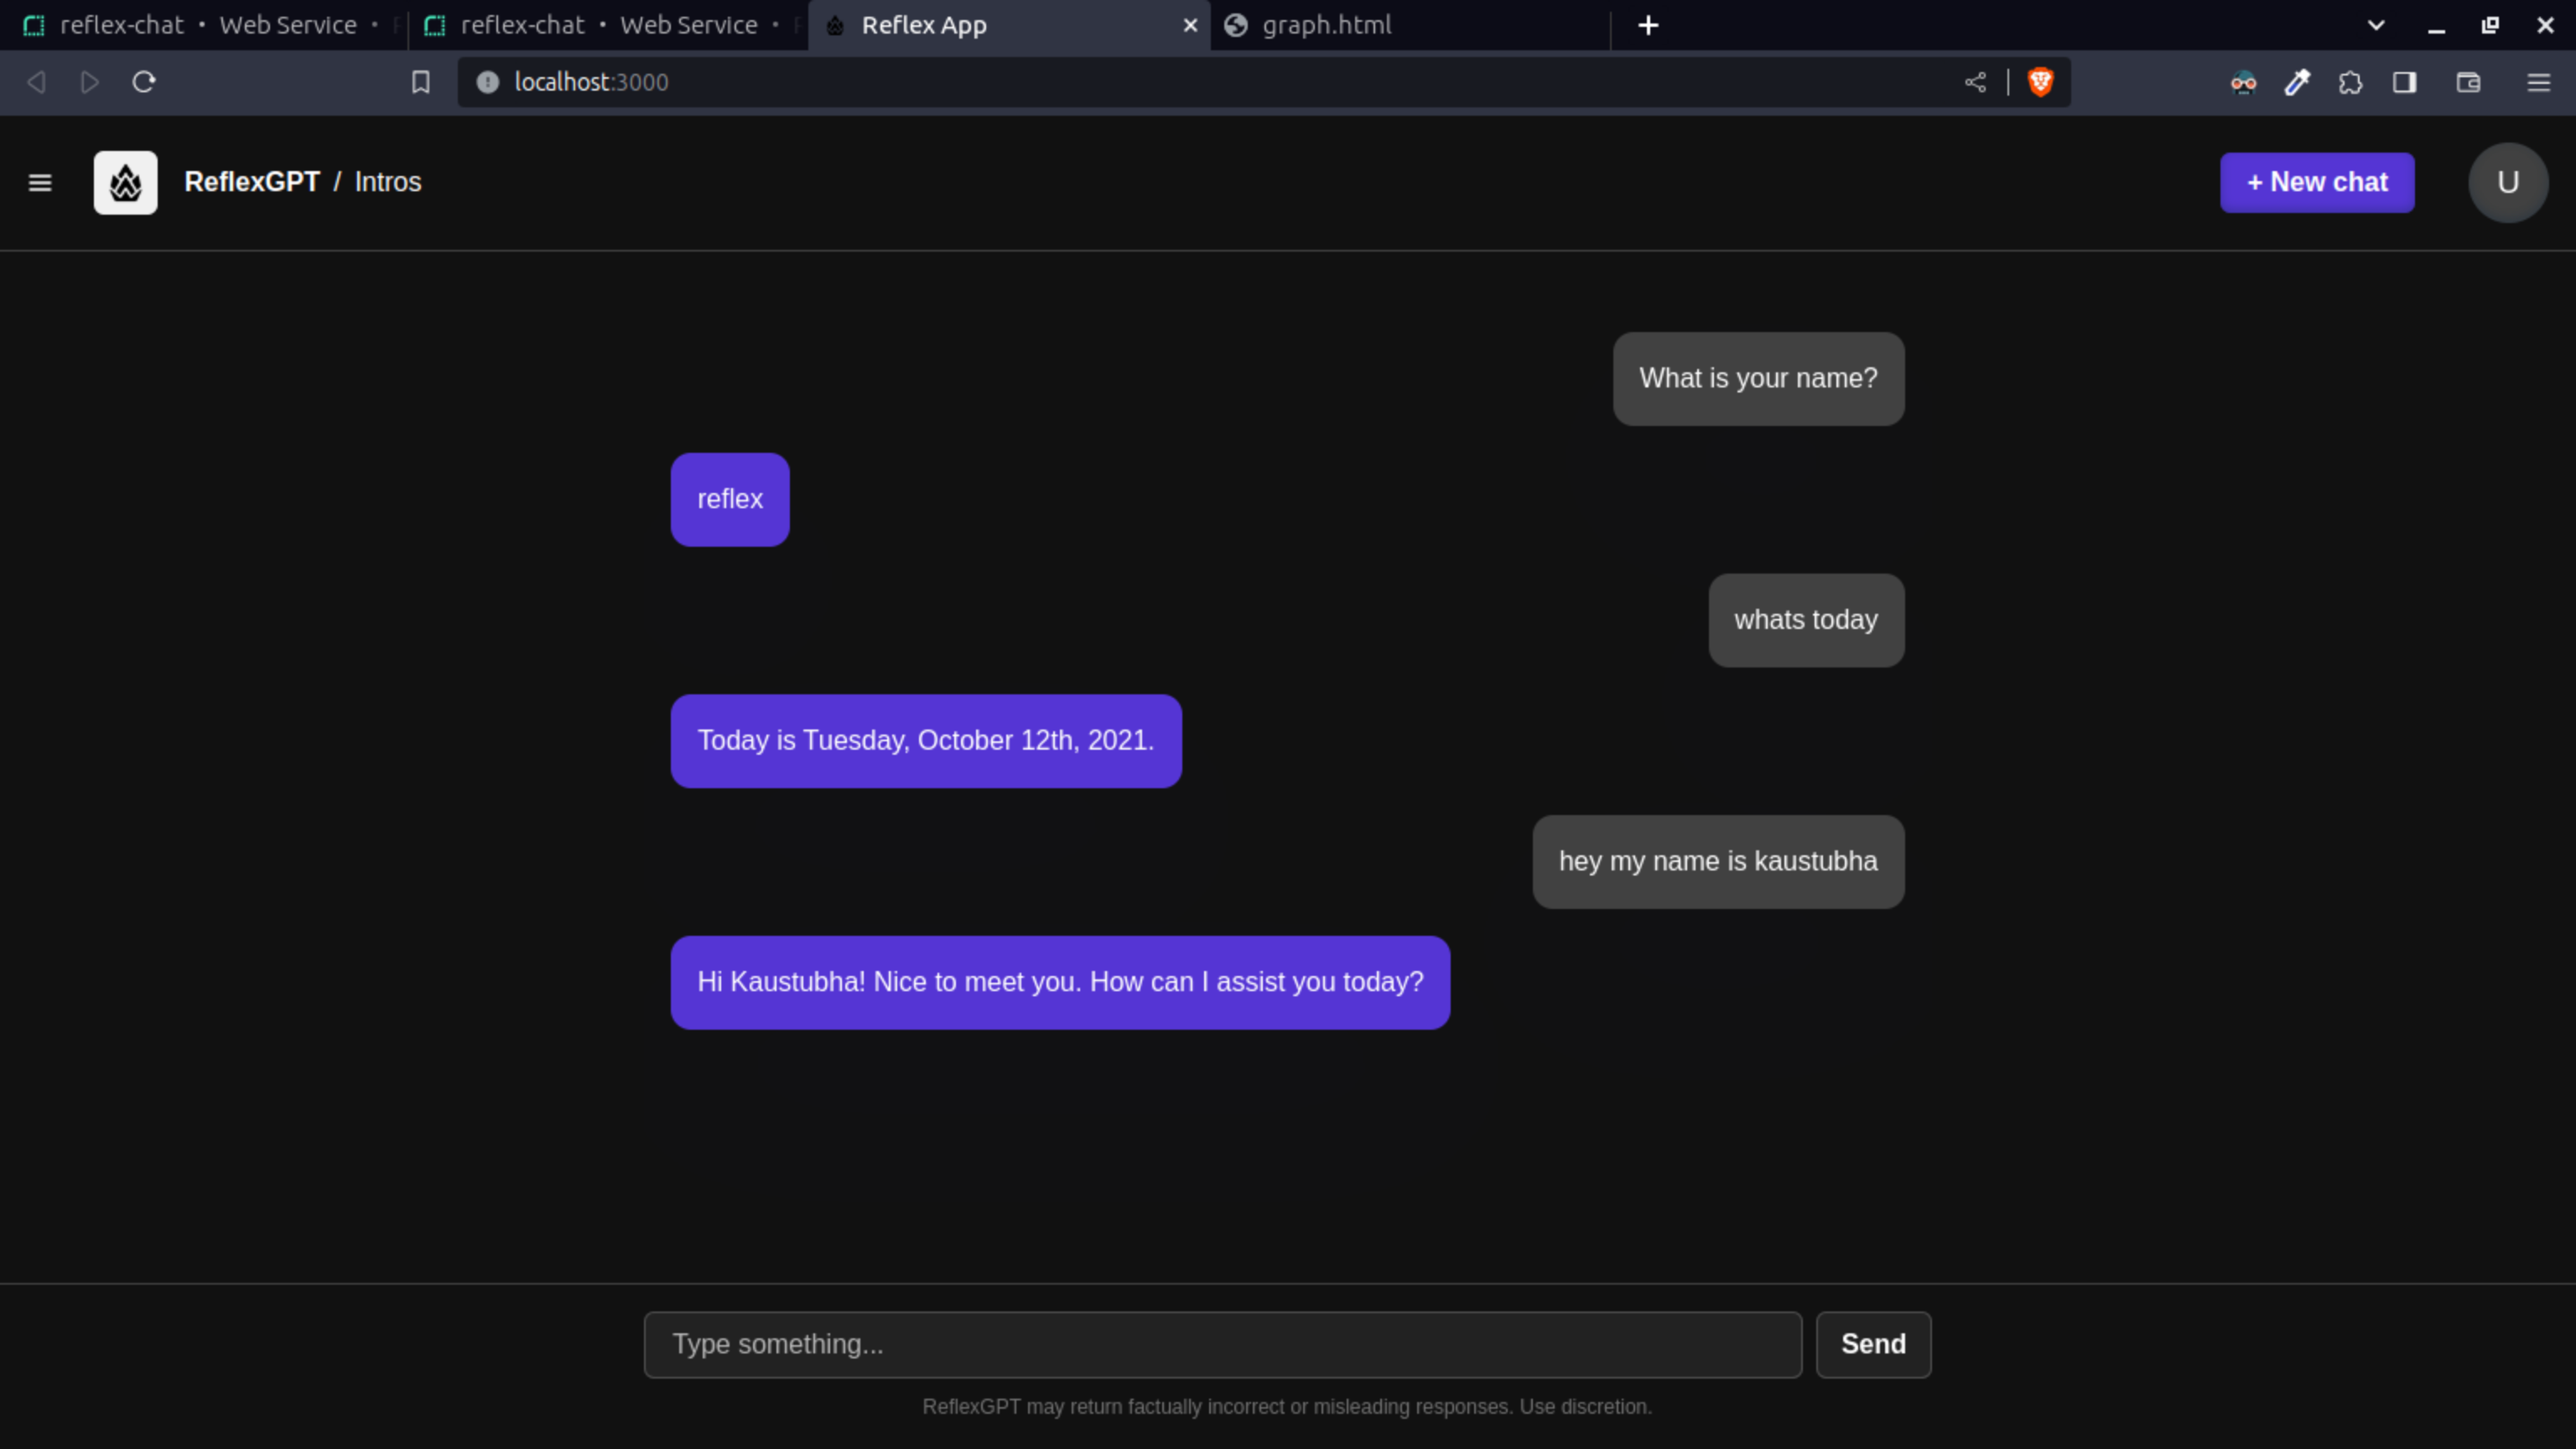 reflex-chat • Web Service •
reflex-chat • Web Service •
Reflex App
graph.html
localhost:3000
ReflexGPT / Intros
+ New chat
U
What is your name?
reflex
whats today
Today is Tuesday, October 12th, 2021.
hey my name is kaustubha
Hi Kaustubha! Nice to meet you. How can I assist you today?
Type something...
Send
ReflexGPT may return factually incorrect or misleading responses. Use discretion.